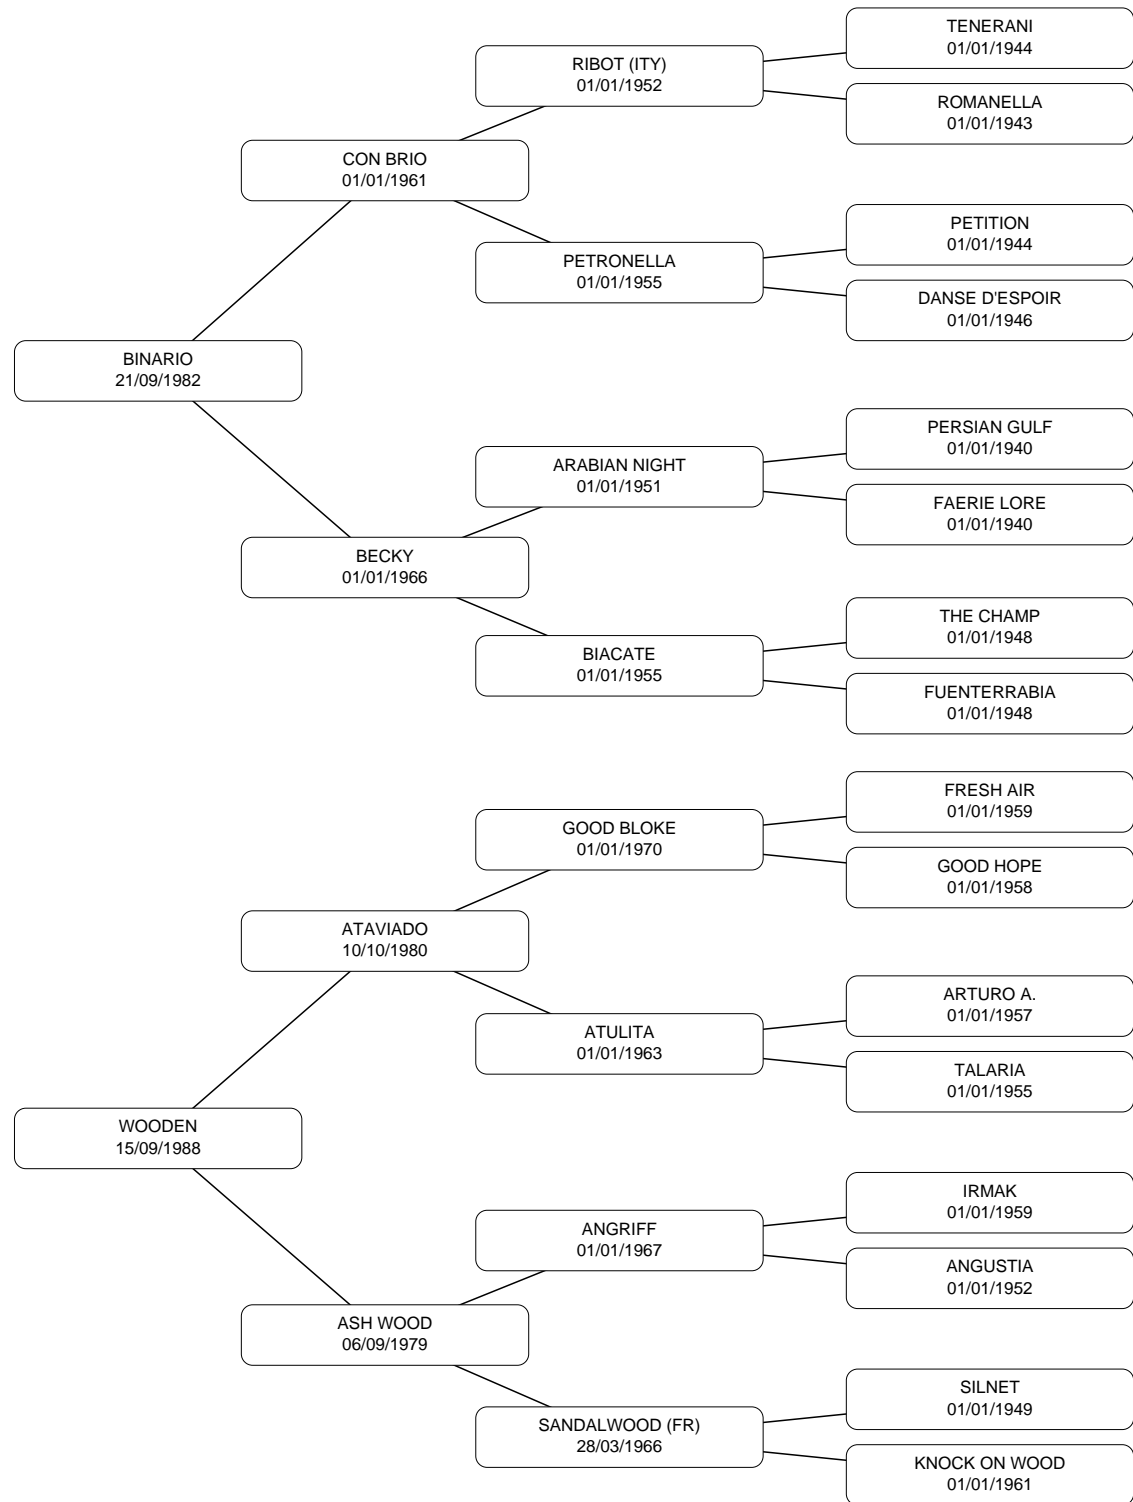 TENERANI
01/01/1944
RIBOT (ITY)
01/01/1952
ROMANELLA
01/01/1943
CON BRIO
01/01/1961
PETITION
01/01/1944
PETRONELLA
01/01/1955
DANSE D'ESPOIR
01/01/1946
BINARIO
21/09/1982
PERSIAN GULF
01/01/1940
ARABIAN NIGHT
01/01/1951
FAERIE LORE
01/01/1940
BECKY
01/01/1966
THE CHAMP
01/01/1948
BIACATE
01/01/1955
FUENTERRABIA
01/01/1948
FRESH AIR
01/01/1959
GOOD BLOKE
01/01/1970
GOOD HOPE
01/01/1958
ATAVIADO
10/10/1980
ARTURO A.
01/01/1957
ATULITA
01/01/1963
TALARIA
01/01/1955
WOODEN
15/09/1988
IRMAK
01/01/1959
ANGRIFF
01/01/1967
ANGUSTIA
01/01/1952
ASH WOOD
06/09/1979
SILNET
01/01/1949
SANDALWOOD (FR)
28/03/1966
KNOCK ON WOOD
01/01/1961